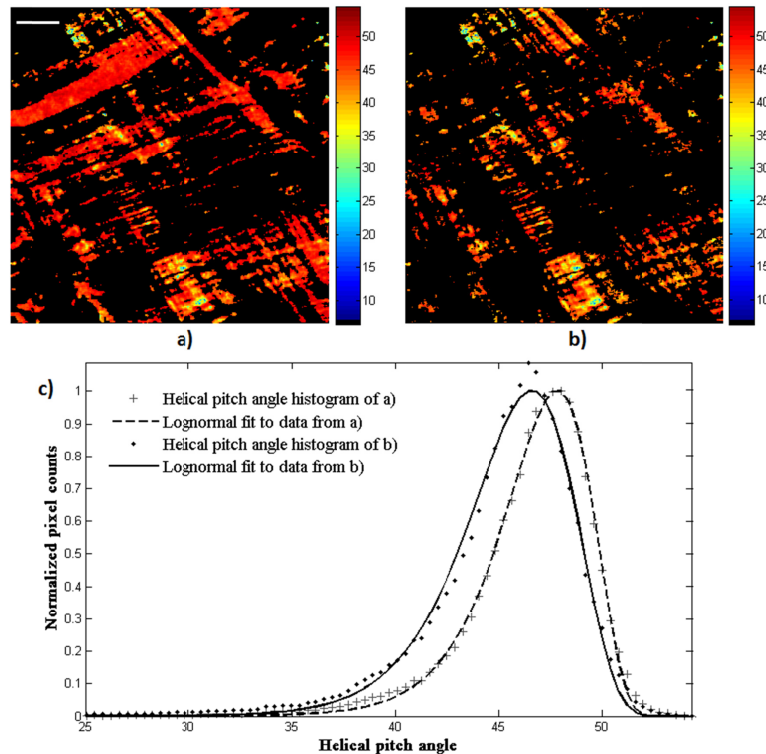 50
45
40
35
30
25
20
15
10
50
45
40
35
30
25
20
15
10
a)
b)
c)
1
0.9
0.8
0.7
0.6
0.5
0.4
0.3
0.2
0.1
0
Normalized pixel counts
Helical pitch angle histogram of a)
Lognormal fit to data from a)
Helical pitch angle histogram of b)
Lognormal fit to data from b)
25 30 35 40 45 50
Helical pitch angle